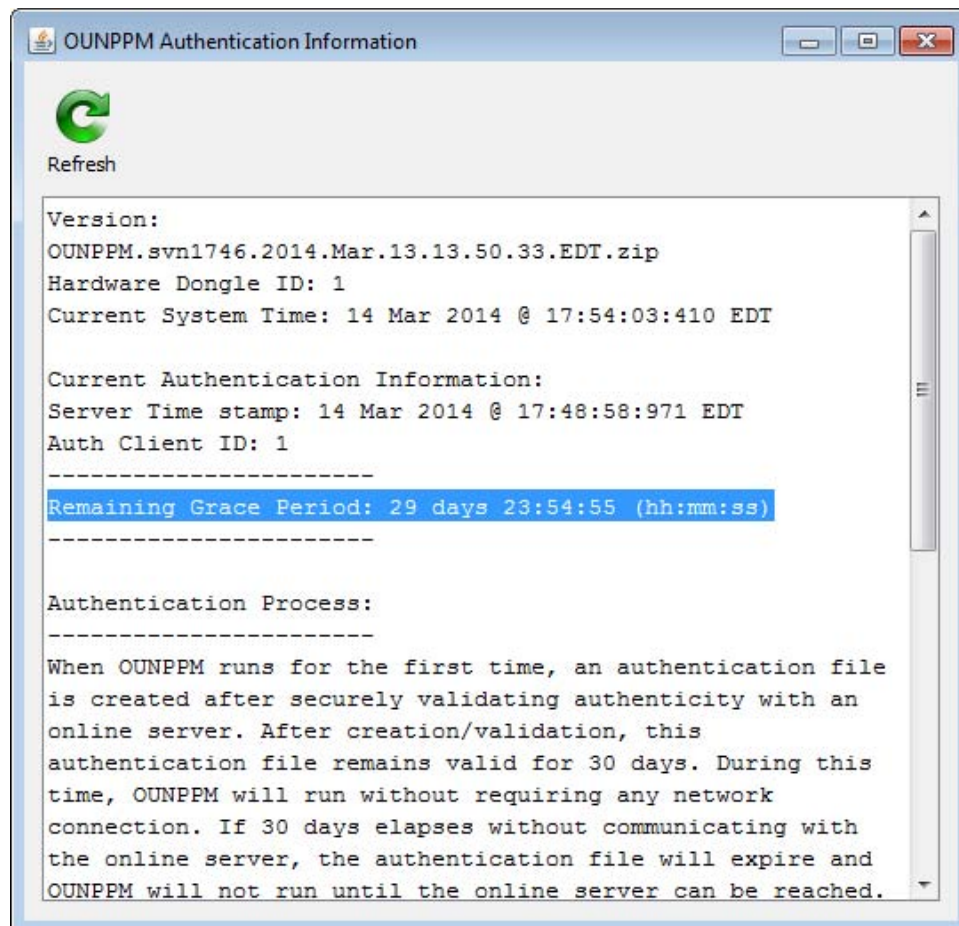 OUNPPM Authentication Information
Refresh
Version:
OUNPPM.svn1746.2014.Mar.13.13.50.33.EDT.zip
Hardware Dongle ID: 1
Current System Time: 14 Mar 2014 @ 17:54:03:410 EDT
Current Authentication Information:
Server Time stamp: 14 Mar 2014 @ 17:48:58:971 EDT
Auth Client ID: 1
-----------------------
Remaining Grace Period: 29 days 23:54:55 (hh:mm:ss)
-----------------------
Authentication Process:
-----------------------
When OUNPPM runs for the first time, an authentication file
is created after securely validating authenticity with an
online server. After creation/validation, this
authentication file remains valid for 30 days. During this
time, OUNPPM will run without requiring any network
connection. If 30 days elapses without communicating with
the online server, the authentication file will expire and
OUNPPM will not run until the online server can be reached.